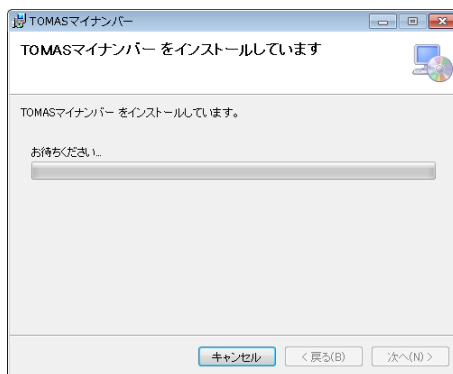 TOMASマイナンバー
TOMASマイナンバー をインストールしています
TOMASマイナンバー をインストールしています。
お待ちください...
キャンセル
< 戻る(B)
次へ(N) >